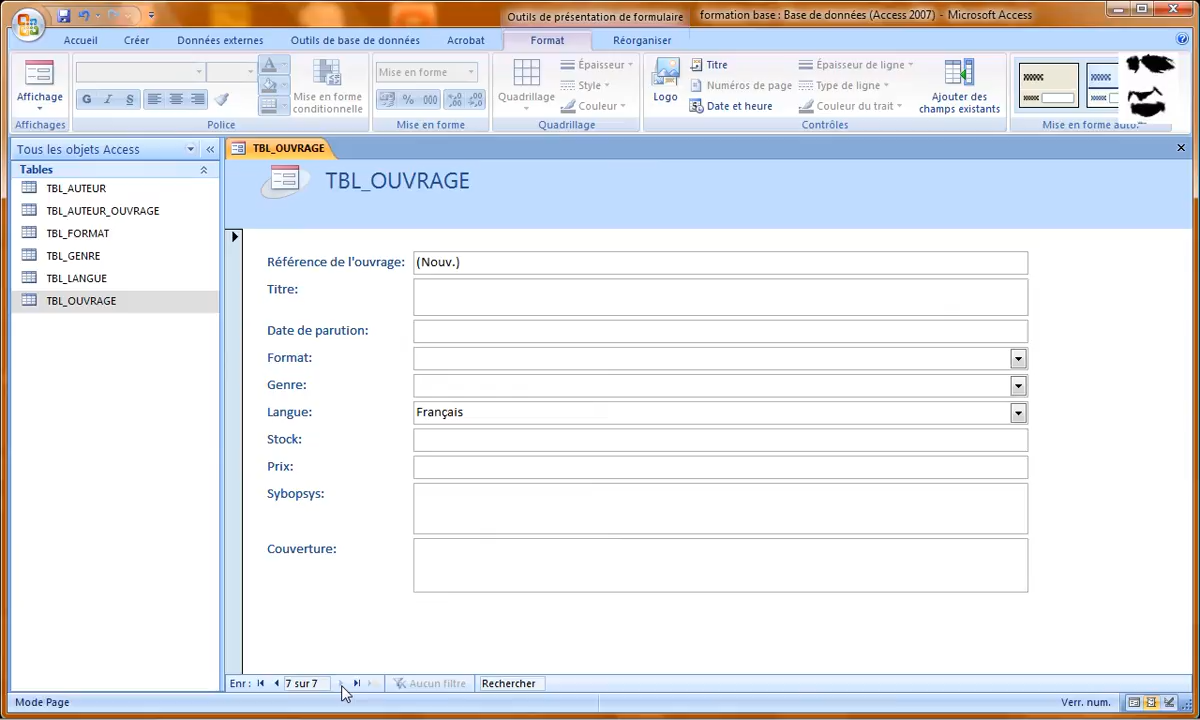 Outils de présentation de formulaire
formation base : Base de données (Access 2007) - Microsoft Access
Accueil Créer Données externes Outils de base de données Acrobat Format Réorganiser
Affichage
Affichages
G I S
Mise en forme conditionnelle
Police
Mise en forme
% 000
Mise en forme
Quadrillage
Épaisseur
Style
Couleur
Quadrillage
Logo
Titre
Numéros de page
Date et heure
Épaisseur de ligne
Type de ligne
Couleur du trait
Ajouter des champs existants
Contrôles
XXXXX
XXXXX
XXXXX
XXXXX
Tous les objets Access
Tables
TBL_AUTEUR
TBL_AUTEUR_OUVRAGE
TBL_FORMAT
TBL_GENRE
TBL_LANGUE
TBL_OUVRAGE
TBL_OUVRAGE
TBL_OUVRAGE
Référence de l'ouvrage: (Nouv.)
Titre:
Date de parution:
Format:
Genre:
Langue: Français
Stock:
Prix:
Sybopsys:
Couverture:
Enr : 7 sur 7 Aucun filtre Rechercher
Mode Page Verr. num.